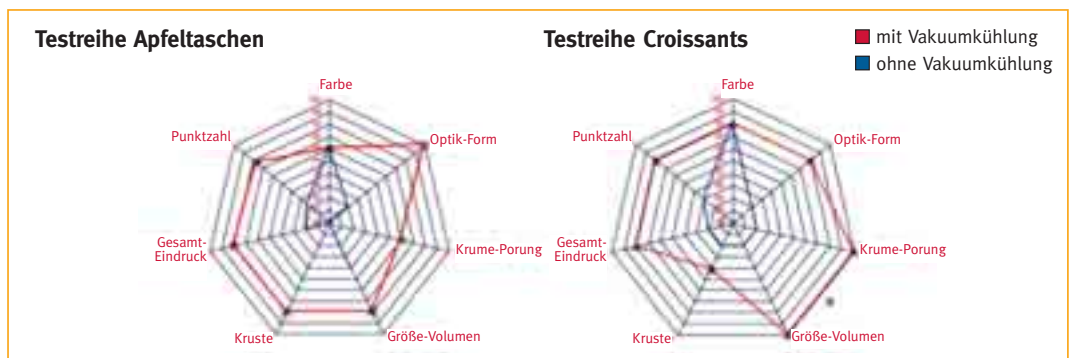 Testreihe Apfeltaschen
Testreihe Croissants
mit Vakuumkühlung
ohne Vakuumkühlung
Farbe
Optik-Form
Krume-Porung
Größe-Volumen
Kruste
Gesamt-
Eindruck
Punktzahl
Farbe
Optik-Form
Krume-Porung
Größe-Volumen
Kruste
Gesamt-
Eindruck
Punktzahl